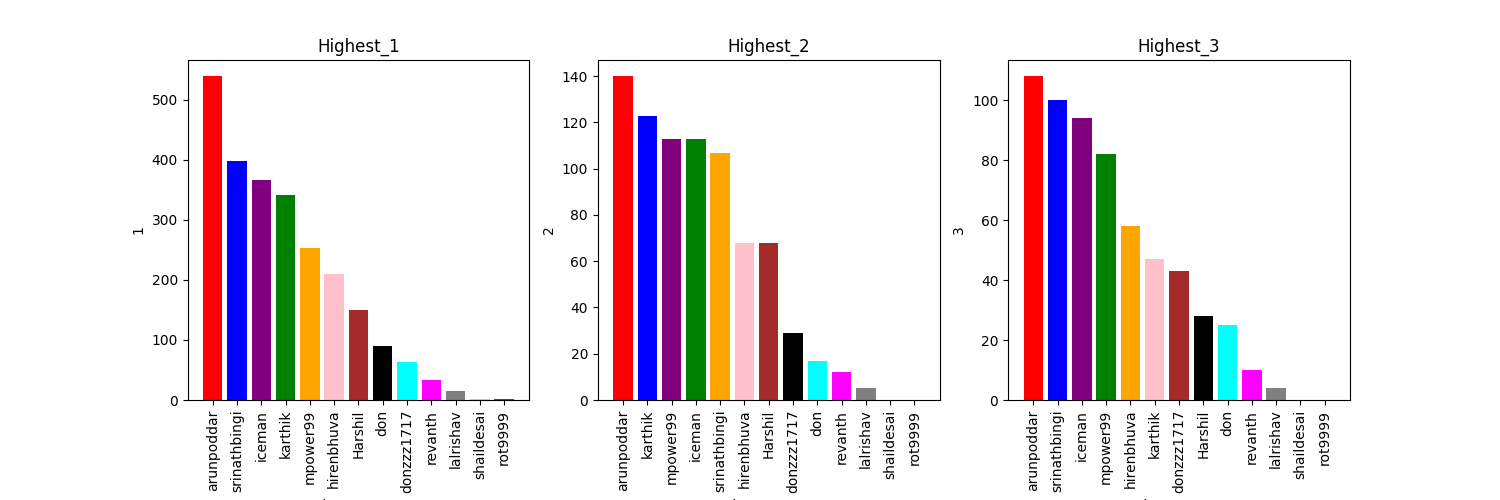 Highest_1
1
500
400
300
200
100
0
arunpoddar
srinathbingi
iceman
karthik
mpower99
hirenbhuva
Harshil
don
donzzz1717
revanth
lalrishav
shaildesai
rot9999
Highest_2
2
140
120
100
80
60
40
20
0
arunpoddar
karthik
mpower99
iceman
srinathbingi
hirenbhuva
Harshil
donzzz1717
don
revanth
lalrishav
shaildesai
rot9999
Highest_3
3
100
80
60
40
20
0
arunpoddar
srinathbingi
iceman
mpower99
hirenbhuva
karthik
donzzz1717
Harshil
don
revanth
lalrishav
shaildesai
rot9999